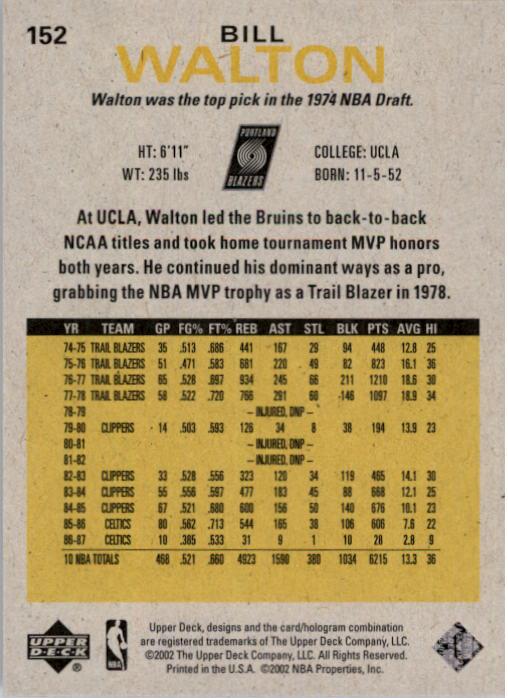 152
BILL
WALTON
Walton was the top pick in the 1974 NBA Draft.
HT: 6'11"
WT: 235 lbs
PORTLAND
BLAZERS
COLLEGE: UCLA
BORN: 11-5-52
At UCLA, Walton led the Bruins to back-to-back
NCAA titles and took home tournament MVP honors
both years. He continued his dominant ways as a pro,
grabbing the NBA MVP trophy as a Trail Blazer in 1978.
YR TEAM GP FG% FT% REB AST STL BLK PTS AVG HI
74-75 TRAIL BLAZERS 35 .513 .686 441 167 29 94 448 12.8 25
75-76 TRAIL BLAZERS 51 .471 .583 681 220 49 82 823 16.1 36
76-77 TRAIL BLAZERS 65 .528 .697 934 245 66 211 1210 18.6 30
77-78 TRAIL BLAZERS 58 .522 .720 766 291 60 146 1097 18.9 34
78-79 – INJURED, DNP –
79-80 CLIPPERS 14 .503 .593 126 34 8 38 194 13.9 23
80-81 – INJURED, DNP –
81-82 – INJURED, DNP –
82-83 CLIPPERS 33 .528 .556 323 120 34 119 465 14.1 30
83-84 CLIPPERS 55 .556 .597 477 183 45 88 668 12.1 25
84-85 CLIPPERS 67 .521 .680 600 156 50 140 676 10.1 23
85-86 CELTICS 80 .562 .713 544 165 38 106 606 7.6 22
86-87 CELTICS 10 .385 .533 31 9 1 10 28 2.8 9
10 NBA TOTALS 468 .521 .660 4923 1590 380 1034 6215 13.3 36
UPPER
DECK
®
NBA
Upper Deck, designs and the card/hologram combination
are registered trademarks of The Upper Deck Company, LLC.
©2002 The Upper Deck Company, LLC. All Rights Reserved.
Printed in the U.S.A. ©2002 NBA Properties, Inc.